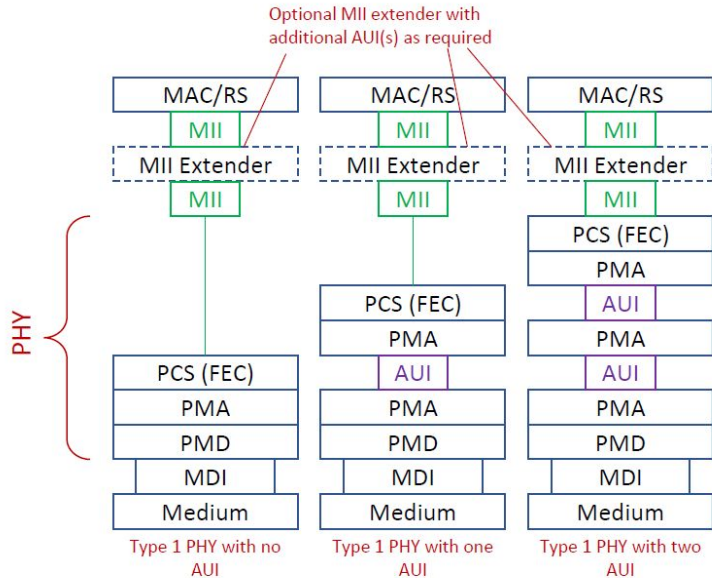 Optional MII extender with
additional AUI(s) as required
MAC/RS
MII
MII Extender
MII
PHY
PCS (FEC)
PMA
PMD
MDI
Medium
Type 1 PHY with no
AUI
MAC/RS
MII
MII Extender
MII
PCS (FEC)
PMA
AUI
PMA
PMD
MDI
Medium
Type 1 PHY with one
AUI
MAC/RS
MII
MII Extender
MII
PCS (FEC)
PMA
AUI
PMA
AUI
PMA
PMD
MDI
Medium
Type 1 PHY with two
AUI